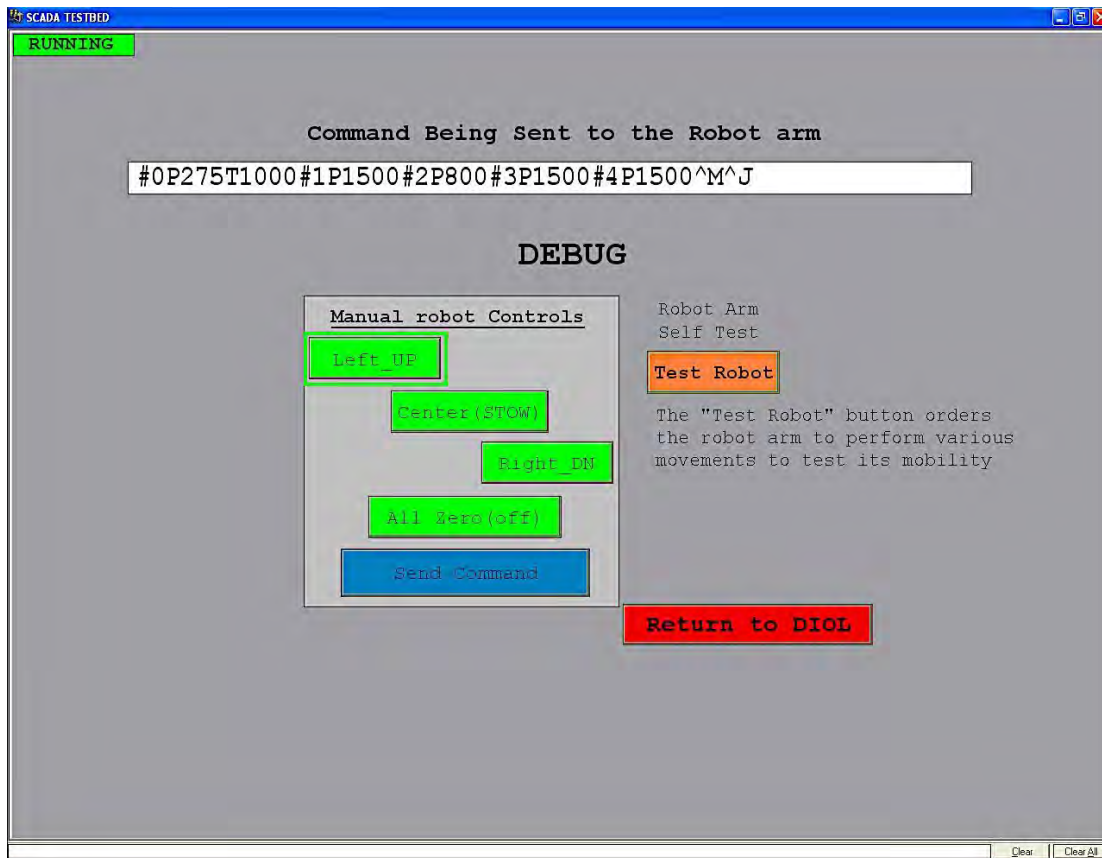 SCADA TESTBED
RUNNING
Command Being Sent to the Robot arm
#0P275T1000#1P1500#2P800#3P1500#4P1500^M^J
DEBUG
Manual robot Controls
Left_UP
Center(STOW)
Right_DN
All Zero(off)
Send Command
Robot Arm
Self Test
Test Robot
The "Test Robot" button orders
the robot arm to perform various
movements to test its mobility
Return to DIOL
Clear
Clear All